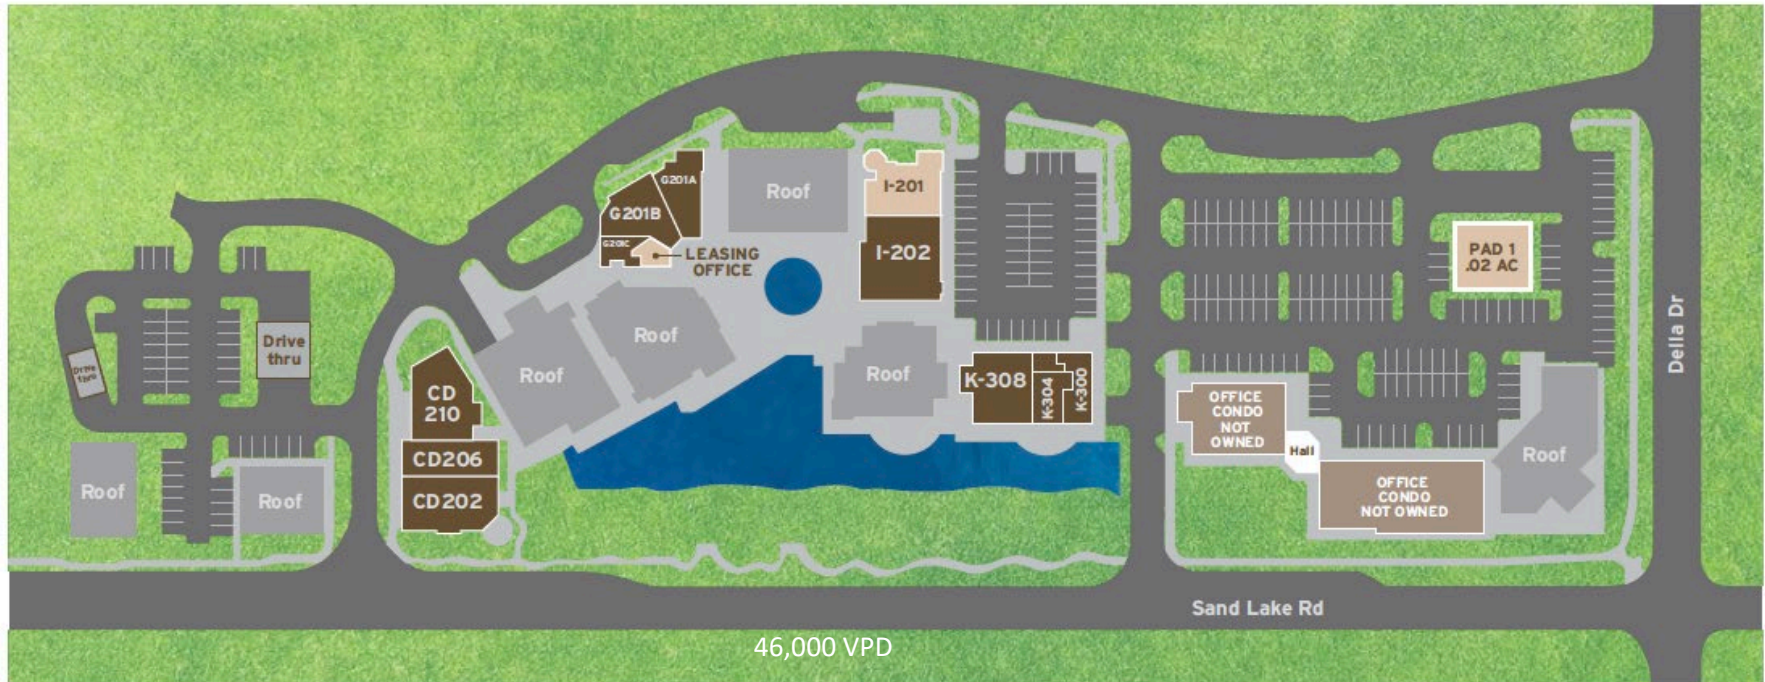 G201A
Roof
I-201
G201B
G201C
LEASING
OFFICE
I-202
PAD 1
.02 AC
Della Dr
Drive
thru
Drive
thru
Roof
Roof
Roof
CD
210
K-308
K-304
K-300
OFFICE
CONDO
NOT
OWNED
Hall
CD206
CD202
Roof
Roof
OFFICE
CONDO
NOT OWNED
Roof
Sand Lake Rd
46,000 VPD